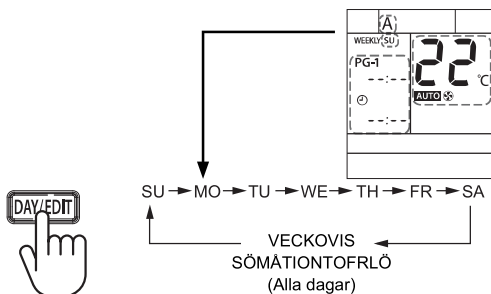 A
WEEKLY SU
PG-1
--:--
--:--
22 °C
AUTO
SU → MO → TU → WE → TH → FR → SA
DAY/EDIT
VECKOVIS
SÖMÅTIONTOFRLÖ
(Alla dagar)